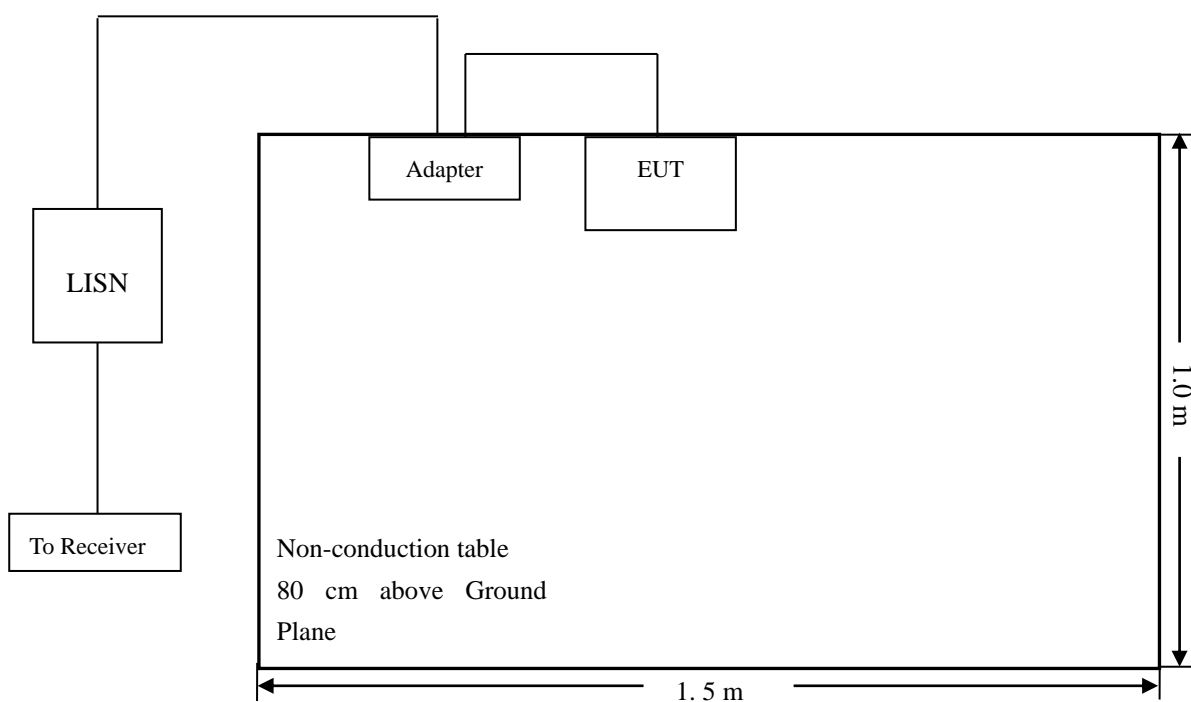 Adapter
EUT
LISN
1.0 m
To Receiver
Non-conduction table
80 cm above Ground
Plane
1. 5 m